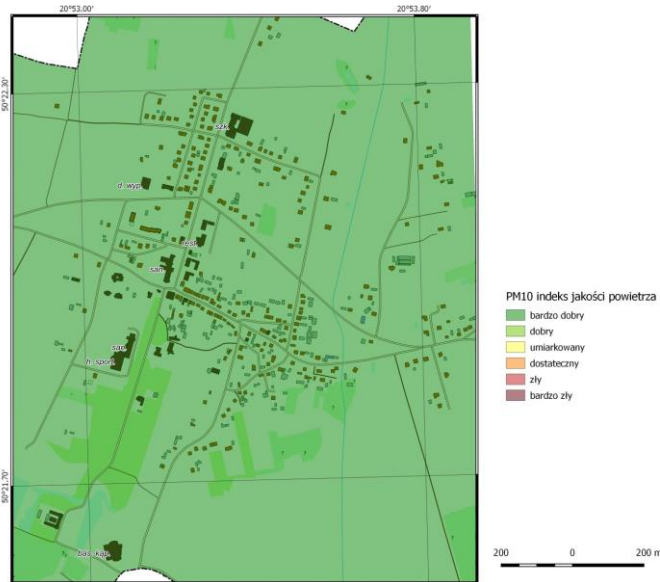 20°53.00'
20°53.80'
50°22.30'
szk.
d. wyp.
rest.
san.
PM10 indeks jakości powietrza
bardzo dobry
dobry
umiarkowany
dostateczny
zły
bardzo zły
san.
h. sport.
50°21.70'
bas. kąp.
200
0
200 m